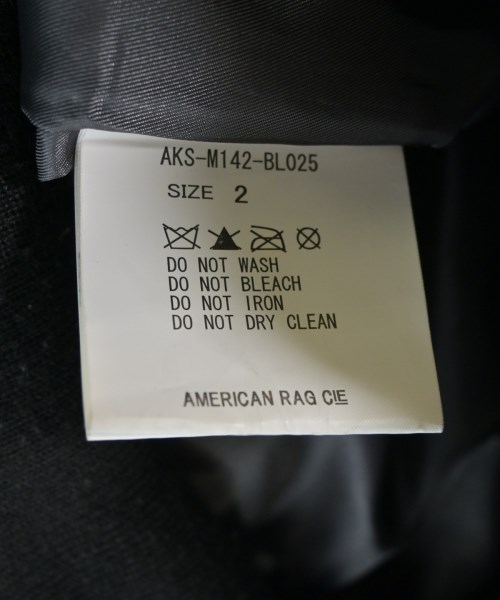 AKS-M142-BL025
SIZE 2
DO NOT WASH
DO NOT BLEACH
DO NOT IRON
DO NOT DRY CLEAN
AMERICAN RAG CIE